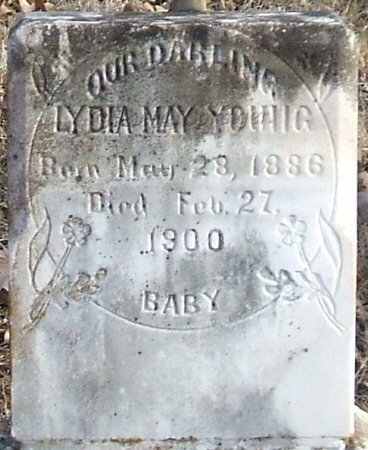 OUR DARLING
LYDIA MAY YOUNG
Born May 28, 1886
Died Feb. 27,
1900
BABY